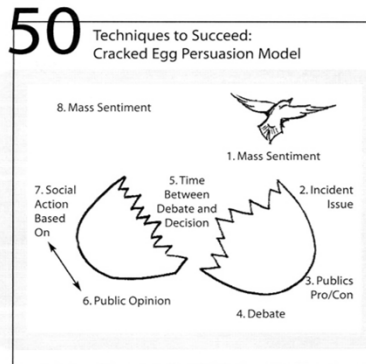 50
Techniques to Succeed:
Cracked Egg Persuasion Model
8. Mass Sentiment
1. Mass Sentiment
5. Time
Between
Debate and
Decision
7. Social
Action
Based
On
2. Incident
Issue
3. Publics
Pro/Con
6. Public Opinion
4. Debate